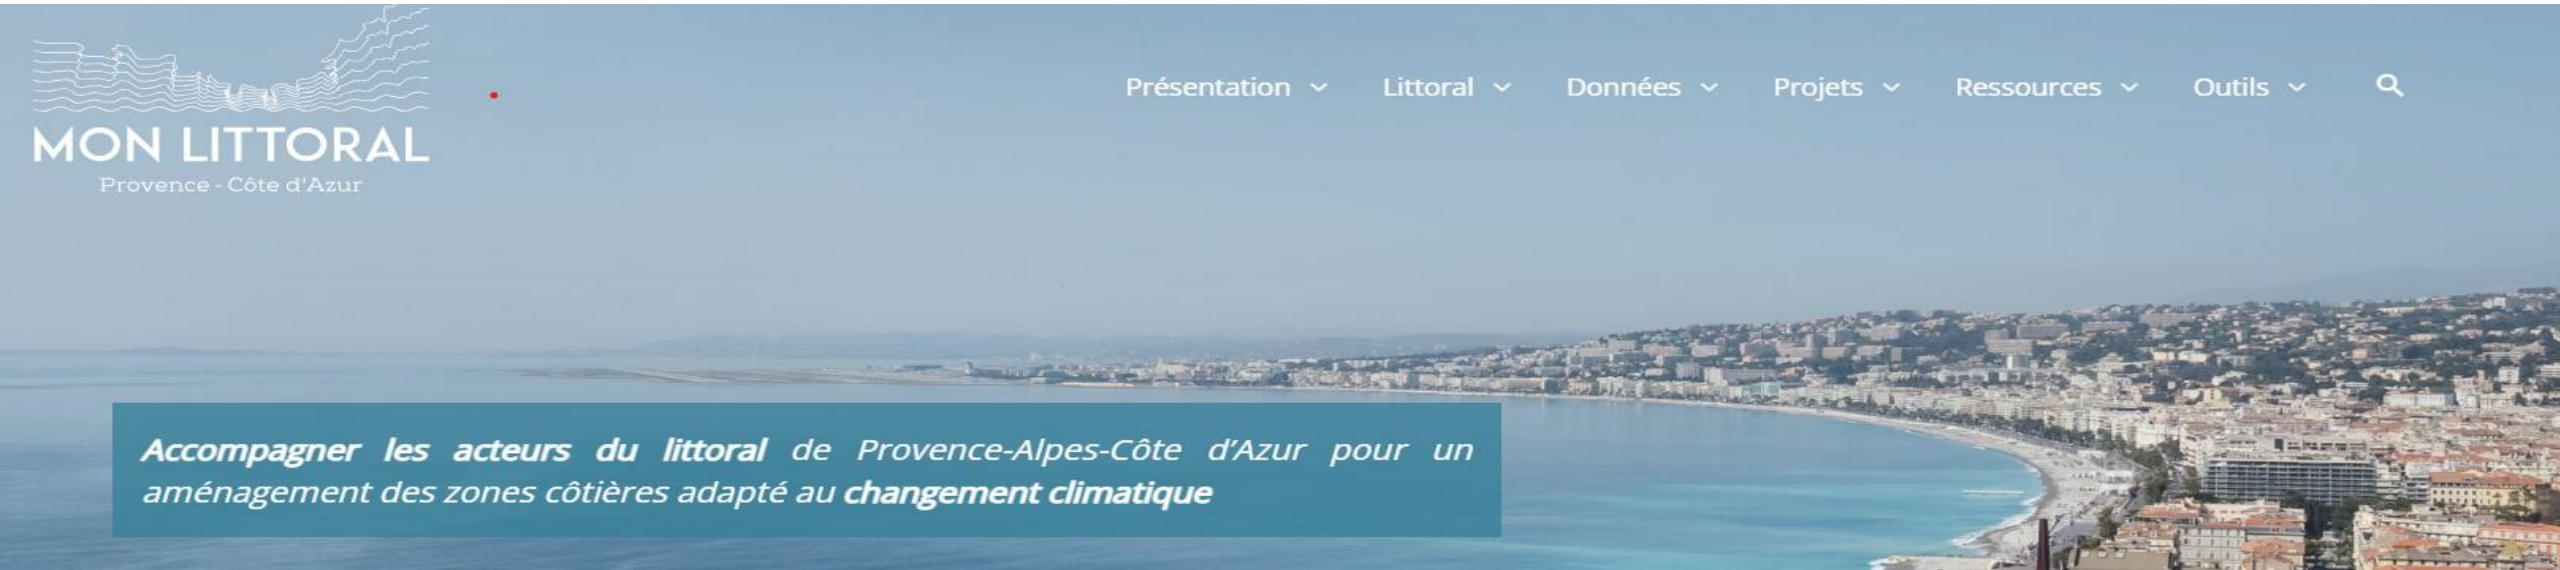 MON LITTORAL
Provence - Côte d'Azur
Présentation
Littoral
Données
Projets
Ressources
Outils
Accompagner les acteurs du littoral de Provence-Alpes-Côte d’Azur pour un
aménagement des zones côtières adapté au changement climatique